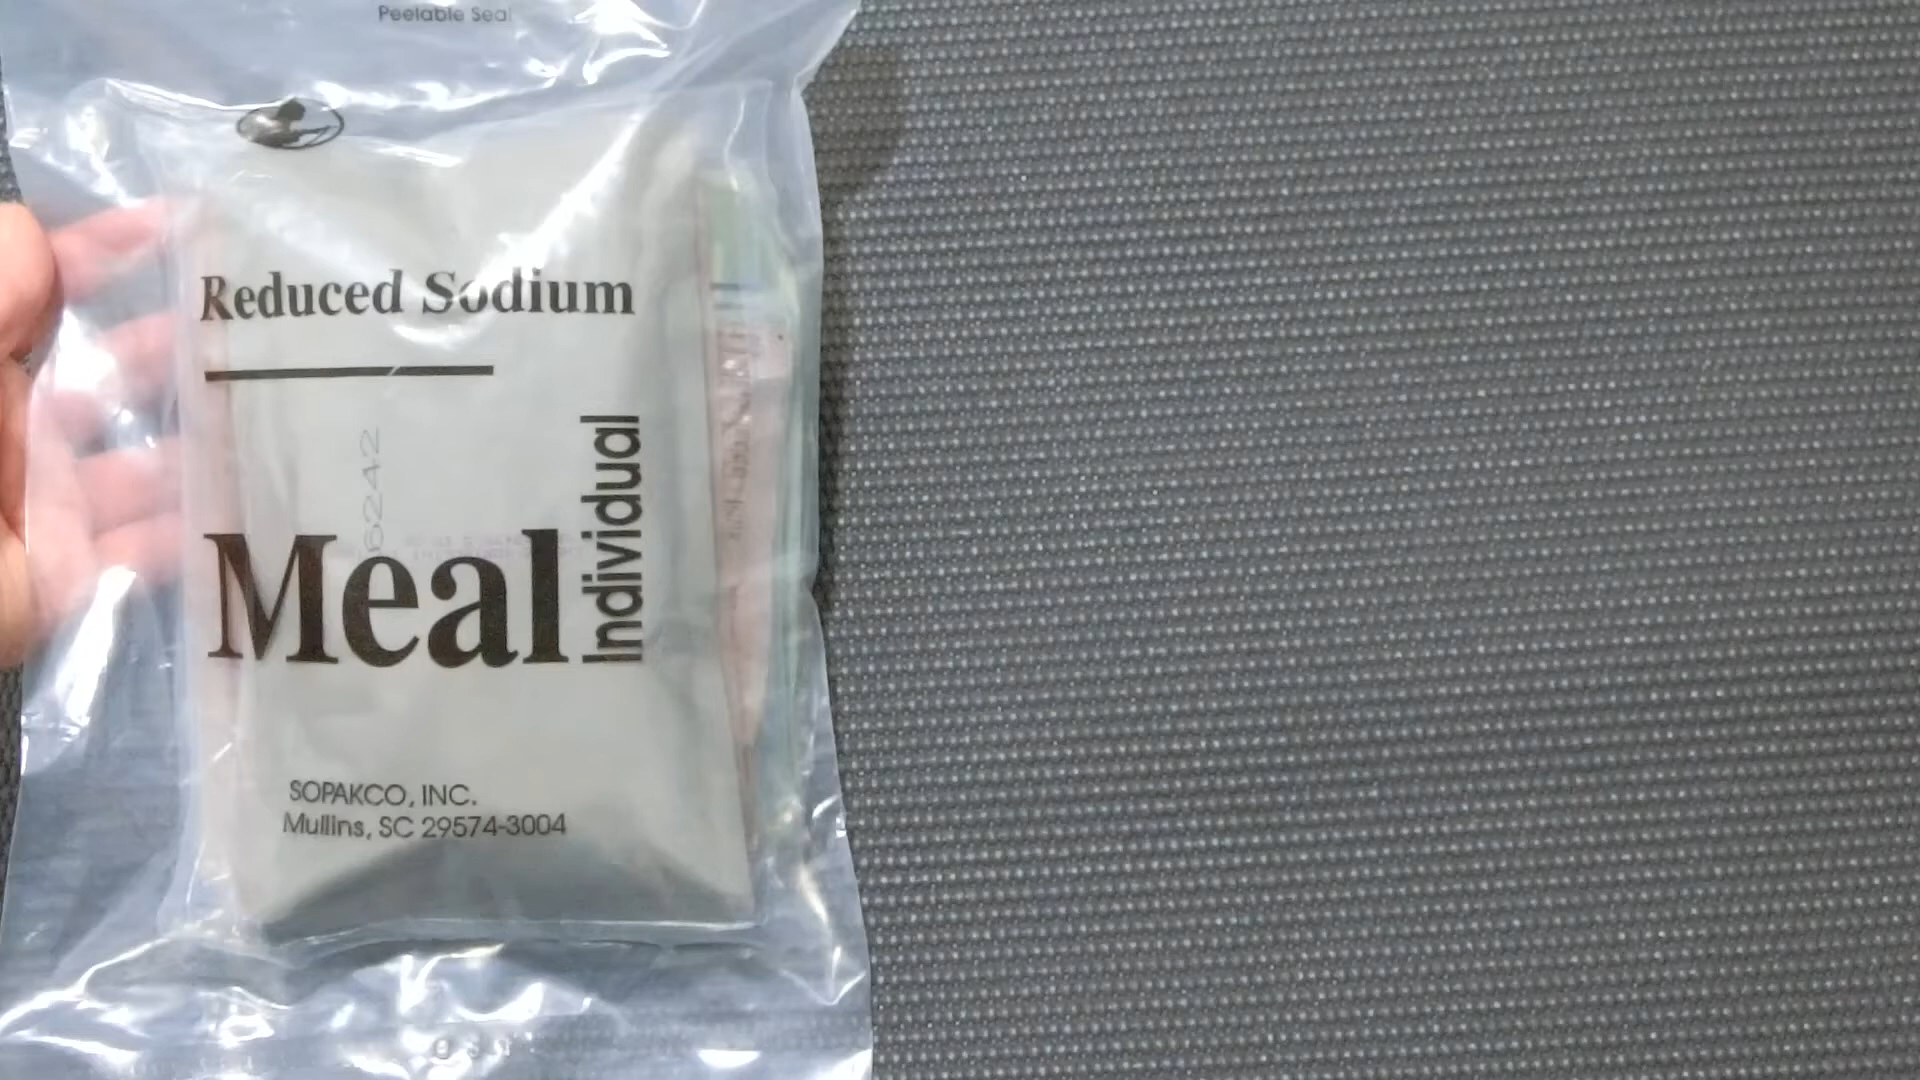 Peelable Seal
Reduced Sodium
6242
Meal
Individual
SOPAKCO, INC.
Mullins, SC 29574-3004